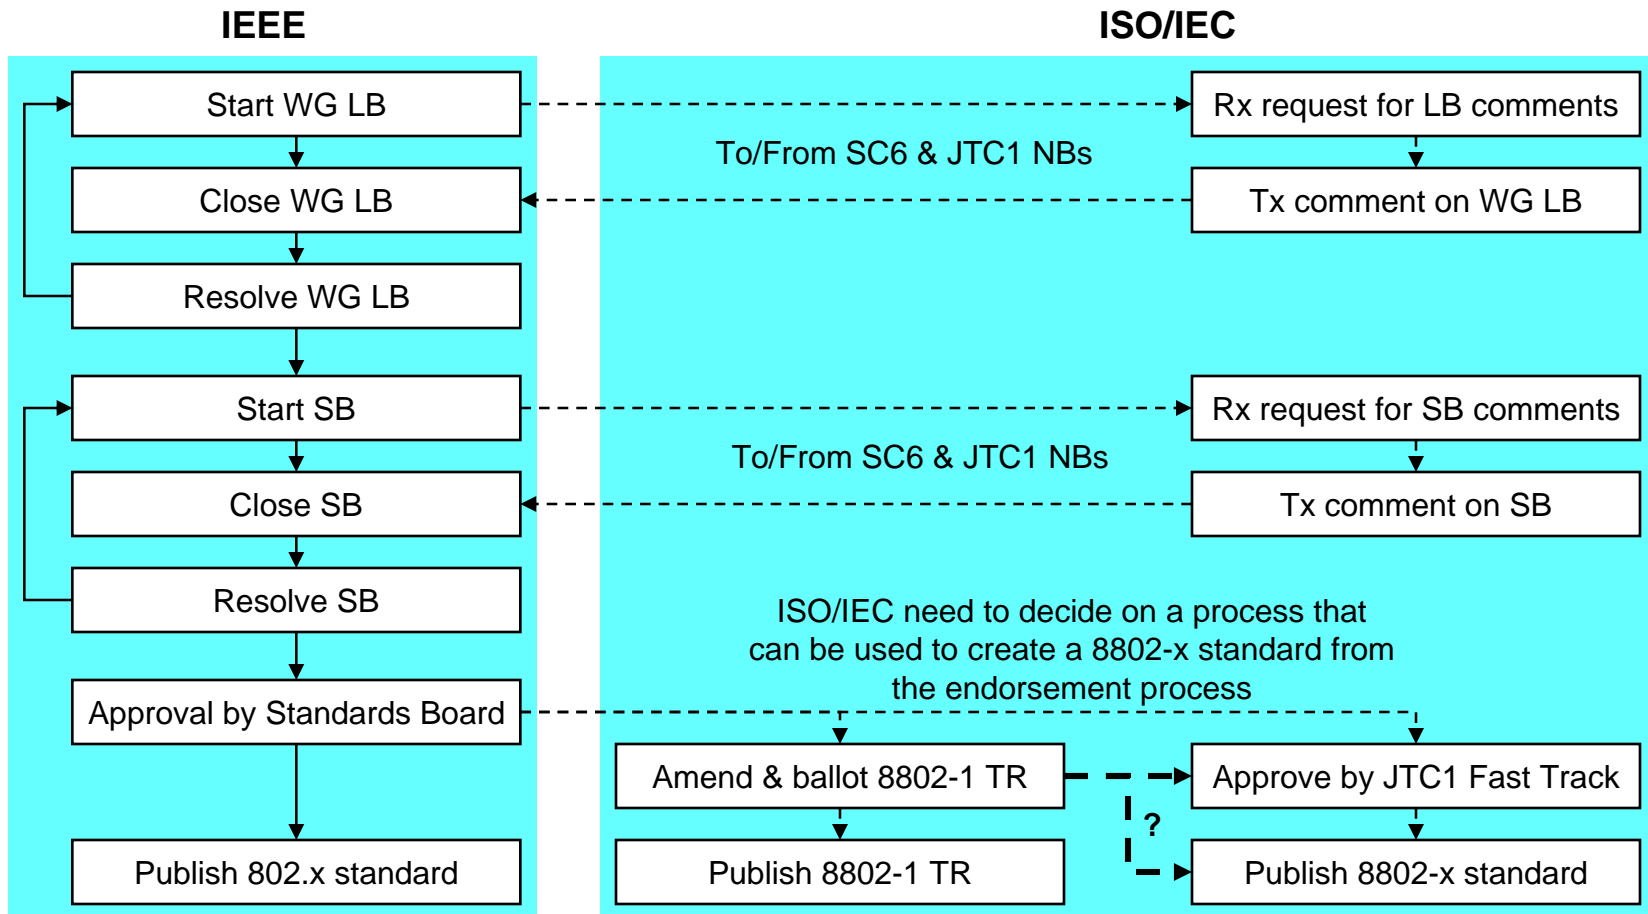 IEEE
ISO/IEC
Start WG LB
Rx request for LB comments
To/From SC6 & JTC1 NBs
Close WG LB
Tx comment on WG LB
Resolve WG LB
Start SB
Rx request for SB comments
To/From SC6 & JTC1 NBs
Close SB
Tx comment on SB
Resolve SB
ISO/IEC need to decide on a process that
can be used to create a 8802-x standard from
the endorsement process
Approval by Standards Board
Amend & ballot 8802-1 TR
Approve by JTC1 Fast Track
?
Publish 802.x standard
Publish 8802-1 TR
Publish 8802-x standard